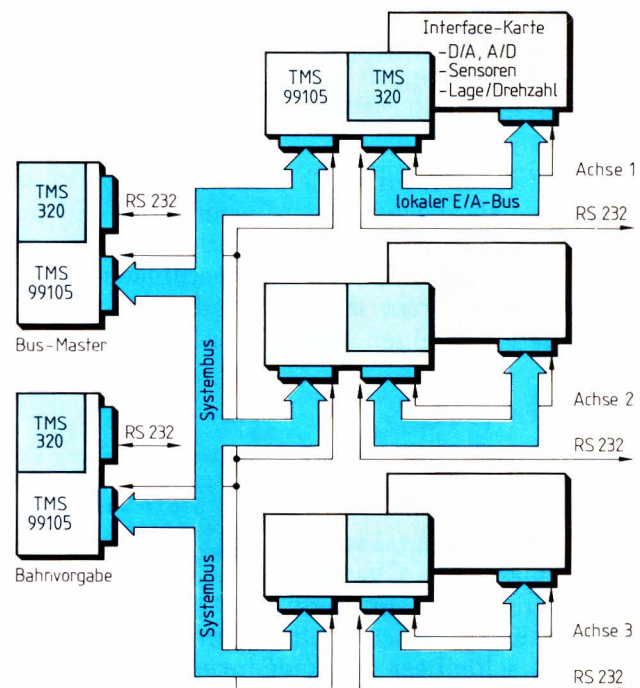 Interface-Karte
-D/A, A/D
-Sensoren
-Lage/Drehzahl
TMS
99105
TMS
320
Achse 1
lokaler E/A-Bus
RS 232
TMS
320
RS 232
TMS
99105
Bus-Master
Systembus
Achse 2
RS 232
TMS
320
RS 232
TMS
99105
Bahnvorgabe
Systembus
Achse 3
RS 232